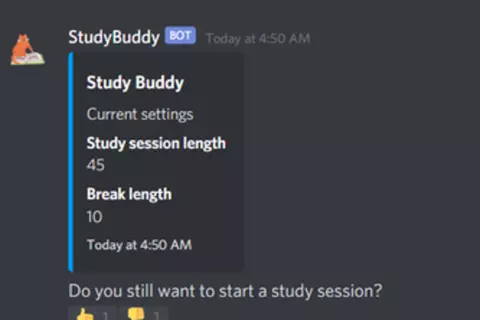 StudyBuddy BOT Today at 4:50 AM
Study Buddy
Current settings
Study session length
45
Break length
10
Today at 4:50 AM
Do you still want to start a study session?
1 1